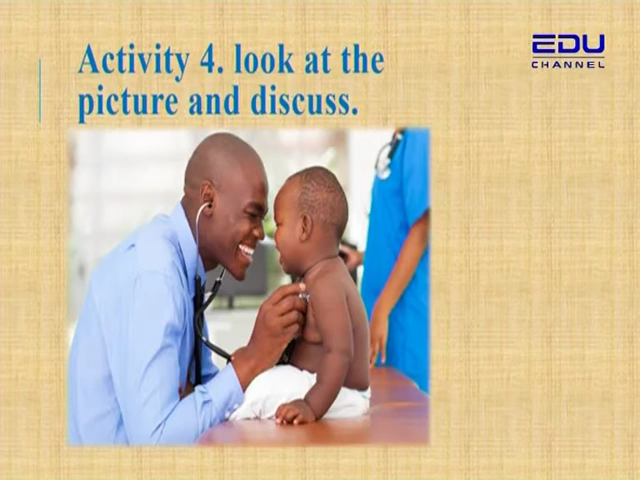 Activity 4. look at the
picture and discuss.
EDU
CHANNEL